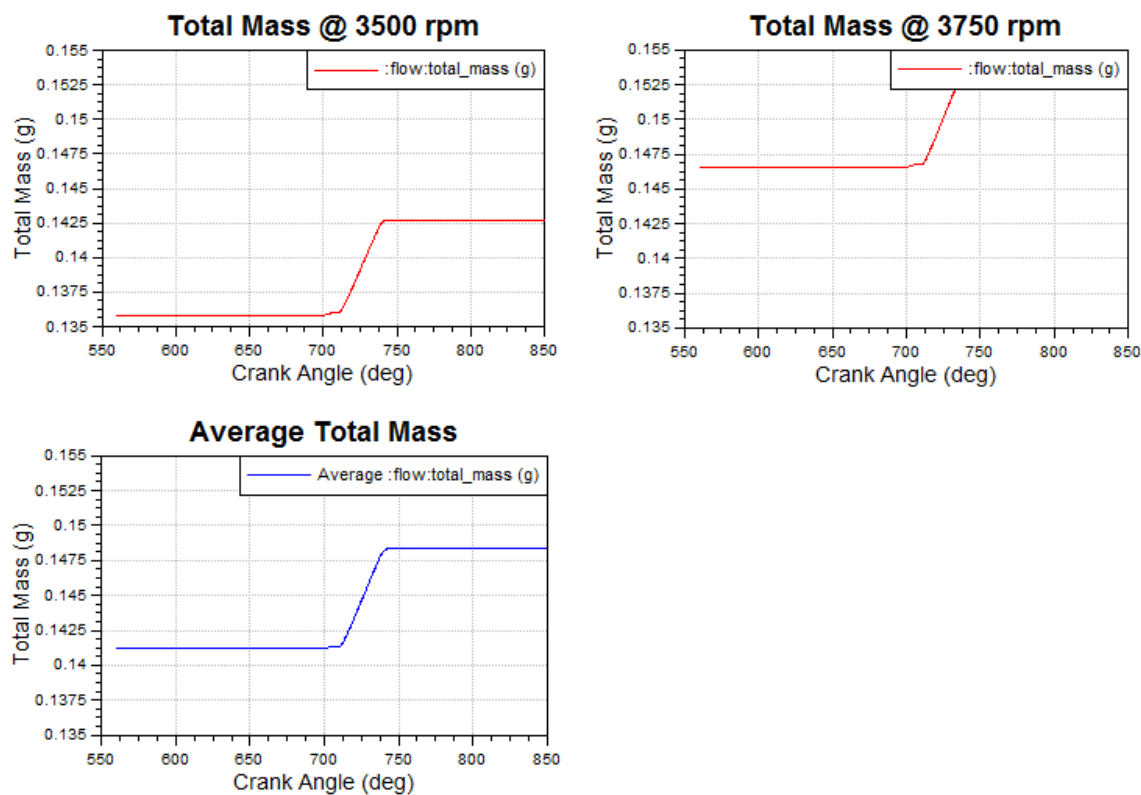 Total Mass @ 3500 rpm
:flow:total_mass (g)
0.155
0.1525
0.15
0.1475
0.145
0.1425
0.14
0.1375
0.135
Total Mass (g)
550 600 650 700 750 800 850
Crank Angle (deg)
Total Mass @ 3750 rpm
:flow:total_mass (g)
0.155
0.1525
0.15
0.1475
0.145
0.1425
0.14
0.1375
0.135
Total Mass (g)
550 600 650 700 750 800 850
Crank Angle (deg)
Average Total Mass
Average :flow:total_mass (g)
0.155
0.1525
0.15
0.1475
0.145
0.1425
0.14
0.1375
0.135
Total Mass (g)
550 600 650 700 750 800 850
Crank Angle (deg)